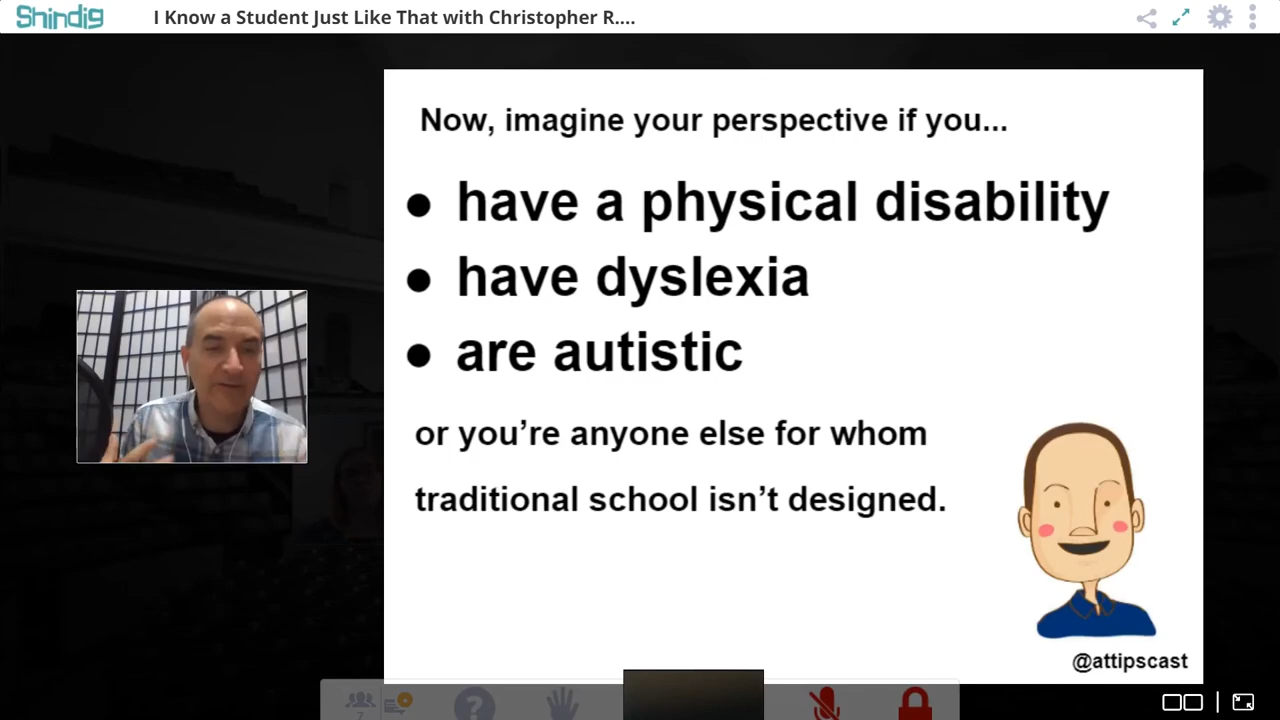 Shindig
I Know a Student Just Like That with Christopher R....
Now, imagine your perspective if you...
● have a physical disability
● have dyslexia
● are autistic
or you’re anyone else for whom
traditional school isn’t designed.
@attipscast
7
?